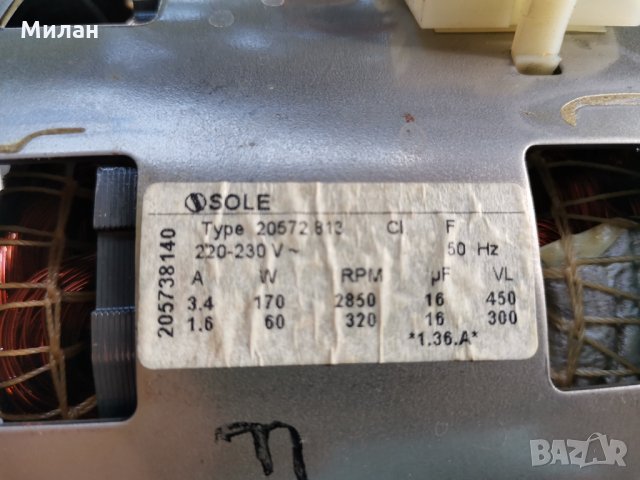 Милан
SOLE
Type 20572.813 Cl F
220-230 V ~ 50 Hz
A W RPM µF VL
3.4 170 2850 16 450
1.6 60 320 16 300
*1.36.A*
205738140
BAZAR